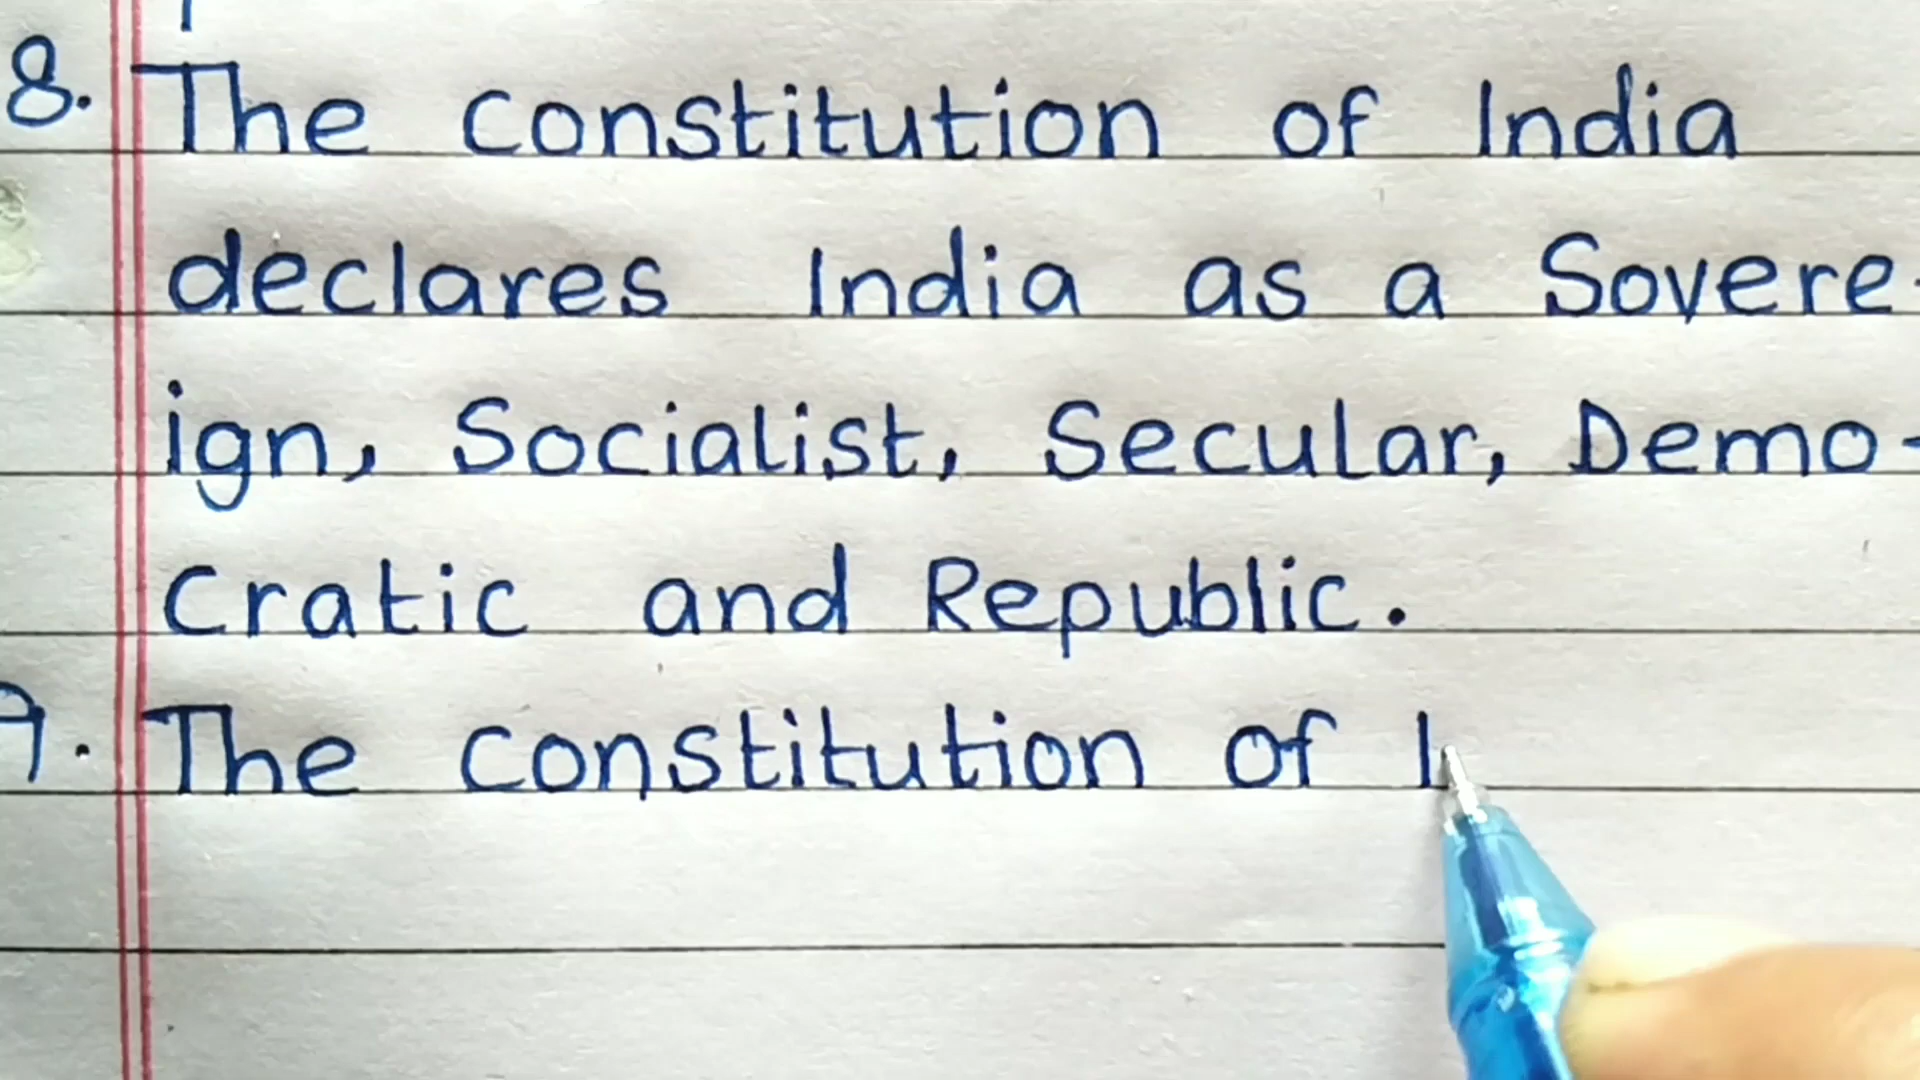 8. The constitution of India
declares India as a Sovere-
ign, Socialist, Secular, Demo-
cratic and Republic.
9. The constitution of I